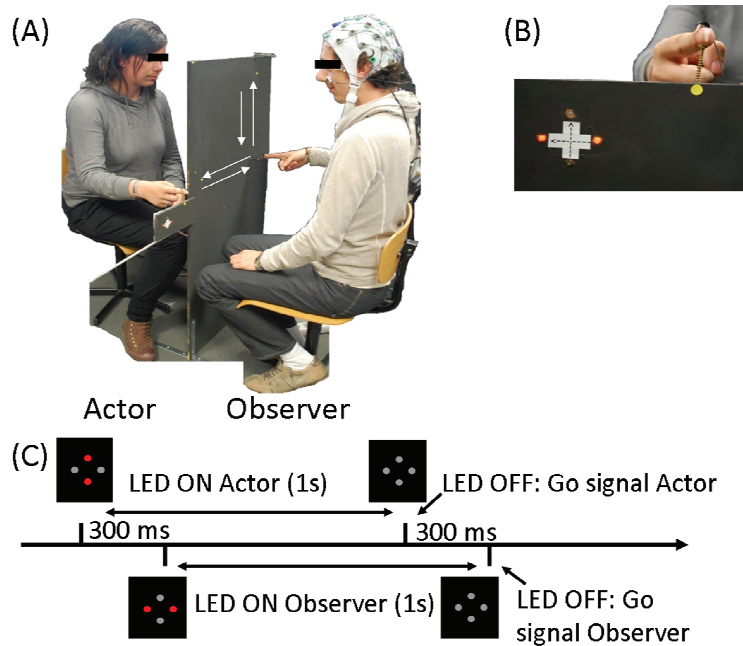 (A)
(B)
Actor
Observer
(C)
LED ON Actor (1s)
LED OFF: Go signal Actor
300 ms
300 ms
LED ON Observer (1s)
LED OFF: Go
signal Observer